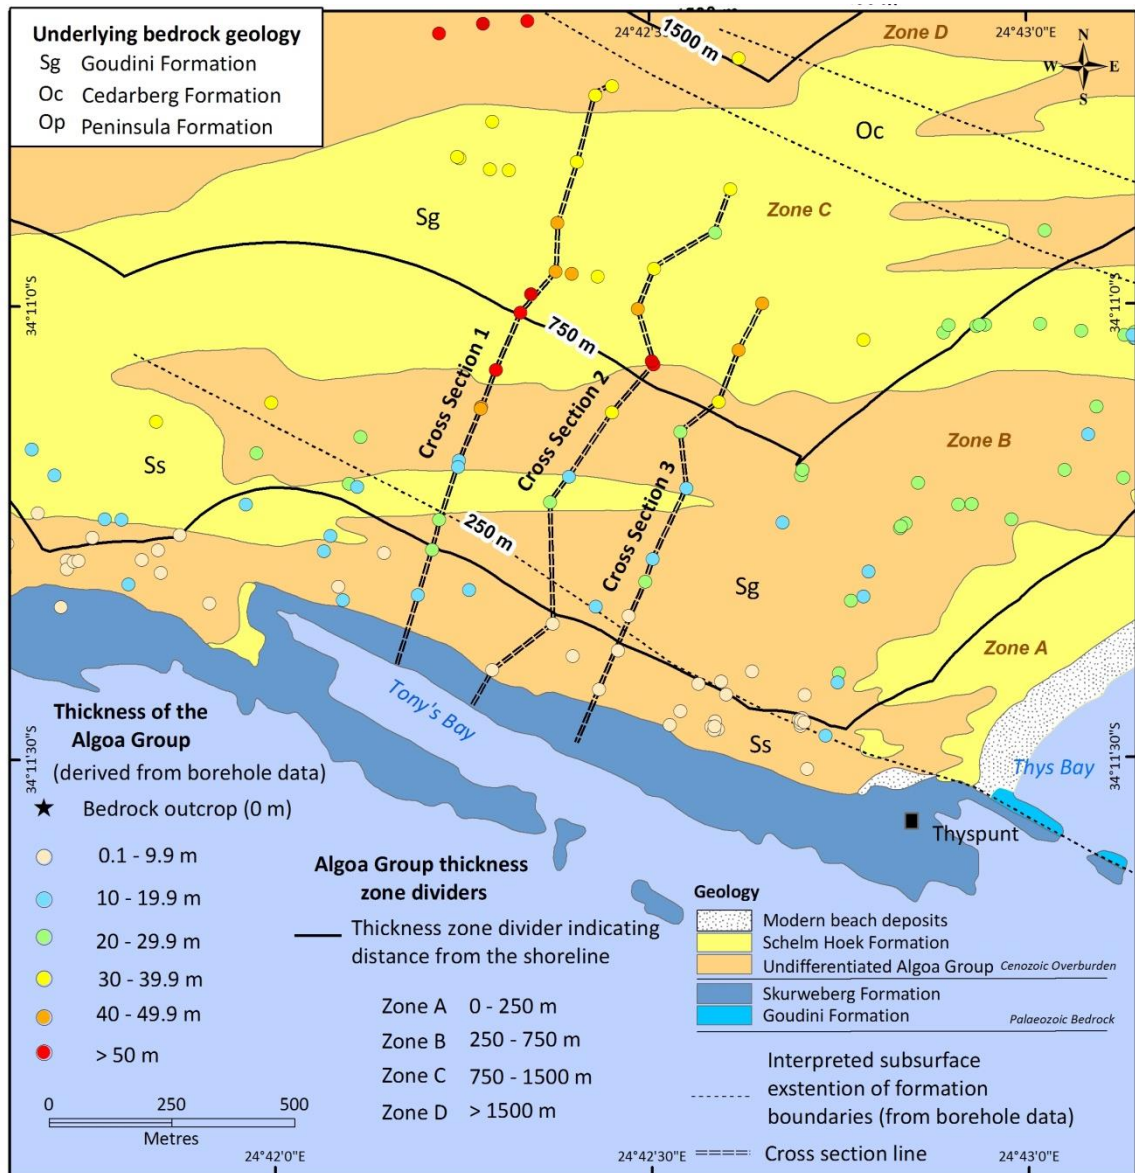 Underlying bedrock geology
Sg Goudini Formation
Oc Cedarberg Formation
Op Peninsula Formation
24°42'3
1500 m
Zone D
24°43'0"E
N
W E
S
Oc
Sg
Zone C
34°11'0"S
34°11'0"S
750 m
Cross Section 1
Cross Section 2
Cross Section 3
Zone B
Ss
250 m
Sg
Zone A
Tony's Bay
Ss
34°11'30"S
34°11'30"S
Thys Bay
Thyspunt
Thickness of the
Algoa Group
(derived from borehole data)
Bedrock outcrop (0 m)
0.1 - 9.9 m
10 - 19.9 m
20 - 29.9 m
30 - 39.9 m
40 - 49.9 m
> 50 m
0 250 500
Metres
Algoa Group thickness
zone dividers
Thickness zone divider indicating
distance from the shoreline
Zone A 0 - 250 m
Zone B 250 - 750 m
Zone C 750 - 1500 m
Zone D > 1500 m
Geology
Modern beach deposits
Schelm Hoek Formation
Undifferentiated Algoa Group Cenozoic Overburden
Skurweberg Formation
Goudini Formation Palaeozoic Bedrock
Interpreted subsurface
exstention of formation
boundaries (from borehole data)
Cross section line
24°42'0"E
24°42'30"E
24°43'0"E